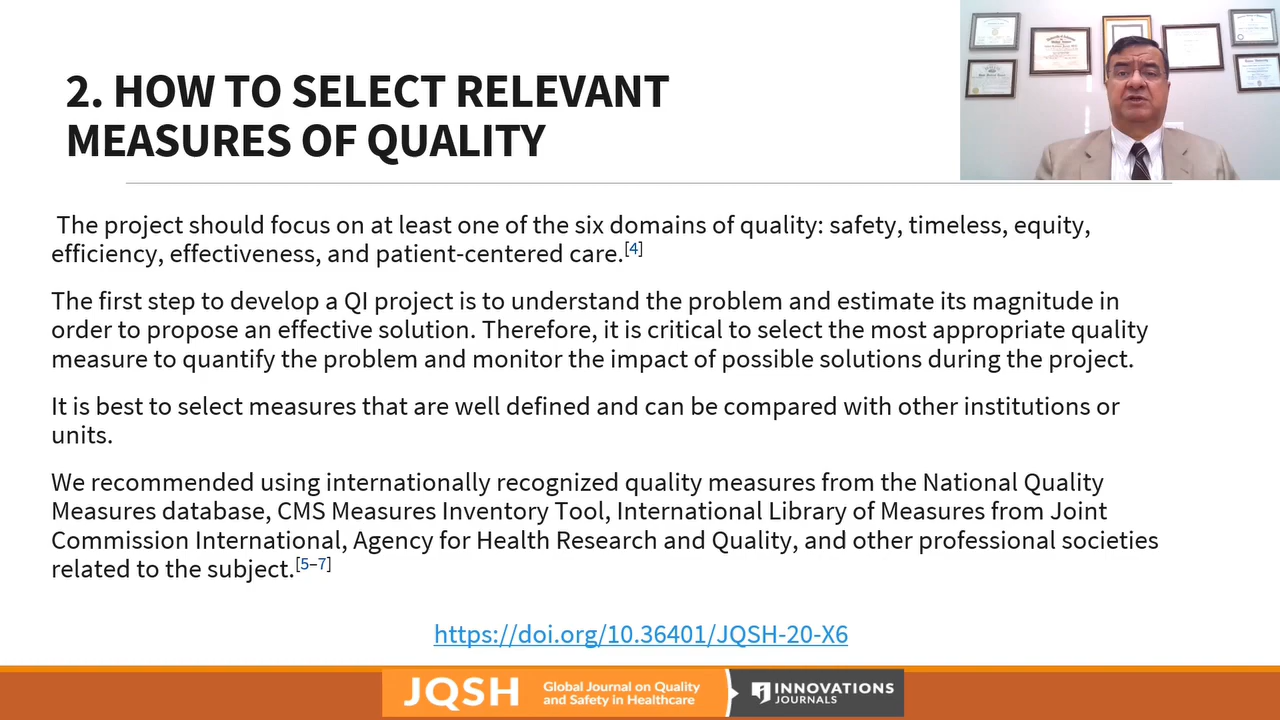 2. HOW TO SELECT RELEVANT
MEASURES OF QUALITY
The project should focus on at least one of the six domains of quality: safety, timeless, equity,
efficiency, effectiveness, and patient-centered care.[4]
The first step to develop a QI project is to understand the problem and estimate its magnitude in
order to propose an effective solution. Therefore, it is critical to select the most appropriate quality
measure to quantify the problem and monitor the impact of possible solutions during the project.
It is best to select measures that are well defined and can be compared with other institutions or
units.
We recommended using internationally recognized quality measures from the National Quality
Measures database, CMS Measures Inventory Tool, International Library of Measures from Joint
Commission International, Agency for Health Research and Quality, and other professional societies
related to the subject.[5–7]
https://doi.org/10.36401/JQSH-20-X6
JQSH Global Journal on Quality
and Safety in Healthcare
INNOVATIONS
JOURNALS